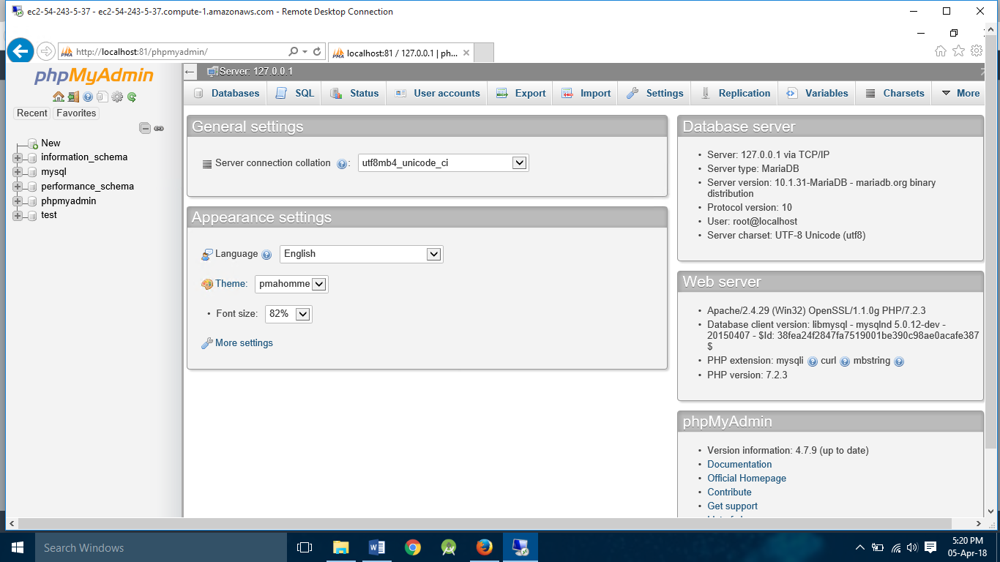 ec2-54-243-5-37 - ec2-54-243-5-37.compute-1.amazonaws.com - Remote Desktop Connection
http://localhost:81/phpmyadmin/
localhost:81 / 127.0.0.1 | ph...
phpMyAdmin
Recent Favorites
New
information_schema
mysql
performance_schema
phpmyadmin
test
Server: 127.0.0.1
Databases SQL Status User accounts Export Import Settings Replication Variables Charsets More
General settings
Server connection collation : utf8mb4_unicode_ci
Appearance settings
Language English
Theme: pmahomme
Font size: 82%
More settings
Database server
Server: 127.0.0.1 via TCP/IP
Server type: MariaDB
Server version: 10.1.31-MariaDB - mariadb.org binary
distribution
Protocol version: 10
User: root@localhost
Server charset: UTF-8 Unicode (utf8)
Web server
Apache/2.4.29 (Win32) OpenSSL/1.1.0g PHP/7.2.3
Database client version: libmysql - mysqlnd 5.0.12-dev -
20150407 - $Id: 38fea24f2847fa7519001be390c98ae0acafe387
$
PHP extension: mysqli curl mbstring
PHP version: 7.2.3
phpMyAdmin
Version information: 4.7.9 (up to date)
Documentation
Official Homepage
Contribute
Get support
Search Windows
5:20 PM
05-Apr-18